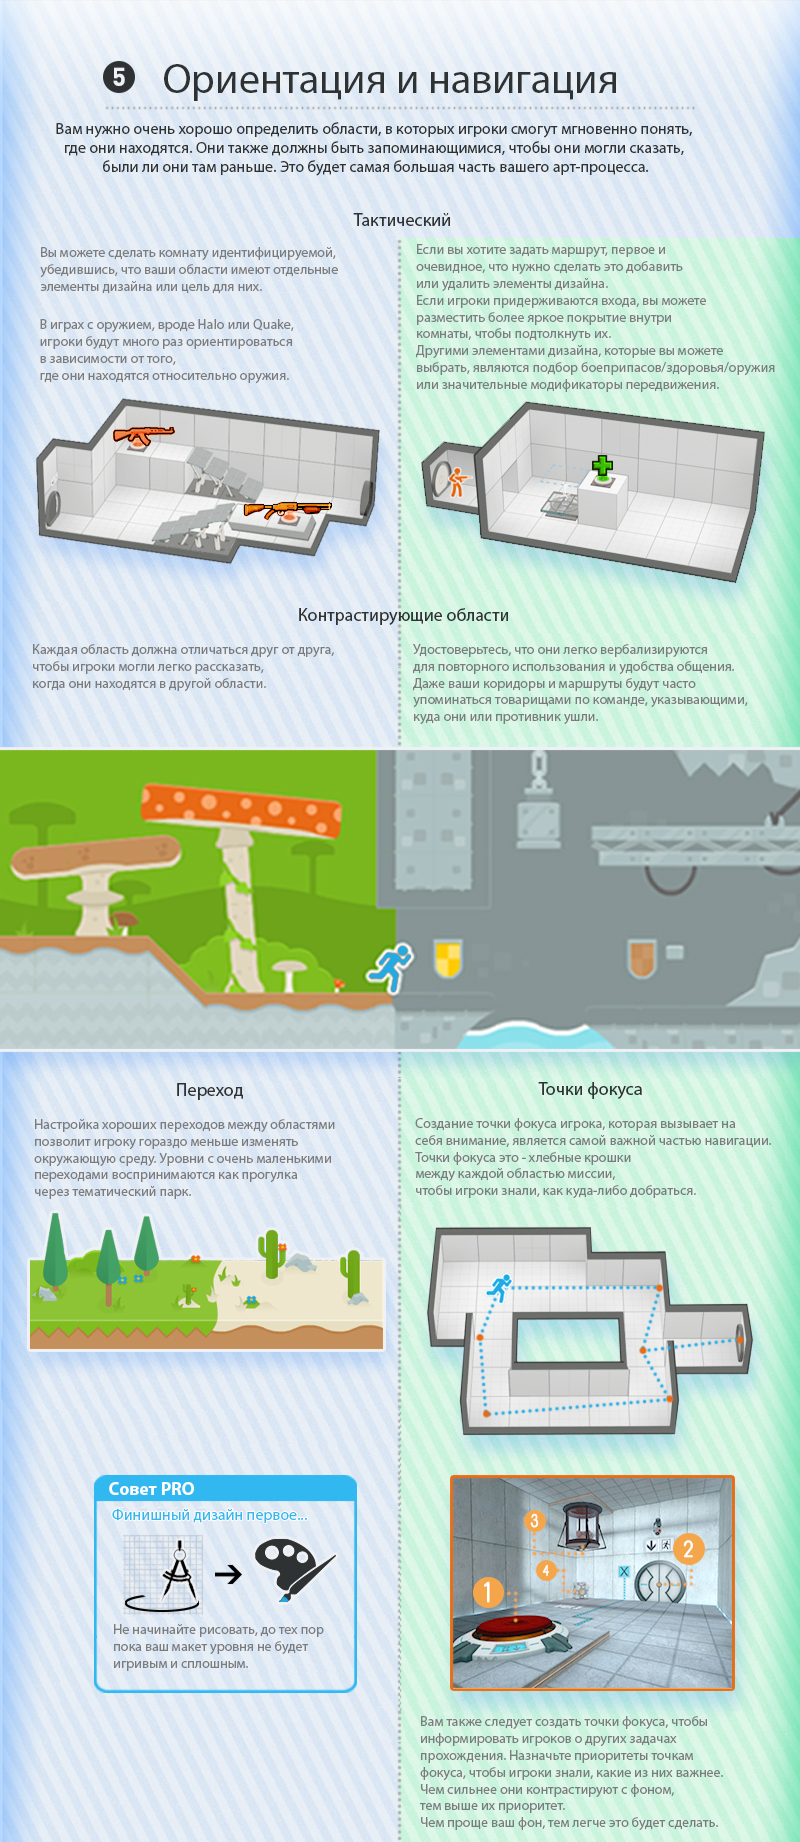 5 Ориентация и навигация
Вам нужно очень хорошо определить области, в которых игроки смогут мгновенно понять,
где они находятся. Они также должны быть запоминающимися, чтобы они могли сказать,
были ли они там раньше. Это будет самая большая часть вашего арт-процесса.
Тактический
Вы можете сделать комнату идентифицируемой,
убедившись, что ваши области имеют отдельные
элементы дизайна или цель для них.
В играх с оружием, вроде Halo или Quake,
игроки будут много раз ориентироваться
в зависимости от того,
где они находятся относительно оружия.
Если вы хотите задать маршрут, первое и
очевидное, что нужно сделать это добавить
или удалить элементы дизайна.
Если игроки придерживаются входа, вы можете
разместить более яркое покрытие внутри
комнаты, чтобы подтолкнуть их.
Другими элементами дизайна, которые вы можете
выбрать, являются подбор боеприпасов/здоровья/оружия
или значительные модификаторы передвижения.
Контрастирующие области
Каждая область должна отличаться друг от друга,
чтобы игроки могли легко рассказать,
когда они находятся в другой области.
Удостоверьтесь, что они легко вербализируются
для повторного использования и удобства общения.
Даже ваши коридоры и маршруты будут часто
упоминаться товарищами по команде, указывающими,
куда они или противник ушли.
Переход
Настройка хороших переходов между областями
позволит игроку гораздо меньше изменять
окружающую среду. Уровни с очень маленькими
переходами воспринимаются как прогулка
через тематический парк.
Точки фокуса
Создание точки фокуса игрока, которая вызывает на
себя внимание, является самой важной частью навигации.
Точки фокуса это - хлебные крошки
между каждой областью миссии,
чтобы игроки знали, как куда-либо добраться.
Совет PRO
Финишный дизайн первое...
Не начинайте рисовать, до тех пор
пока ваш макет уровня не будет
игривым и сплошным.
3
2
4
X
1
Вам также следует создать точки фокуса, чтобы
информировать игроков о других задачах
прохождения. Назначьте приоритеты точкам
фокуса, чтобы игроки знали, какие из них важнее.
Чем сильнее они контрастируют с фоном,
тем выше их приоритет.
Чем проще ваш фон, тем легче это будет сделать.